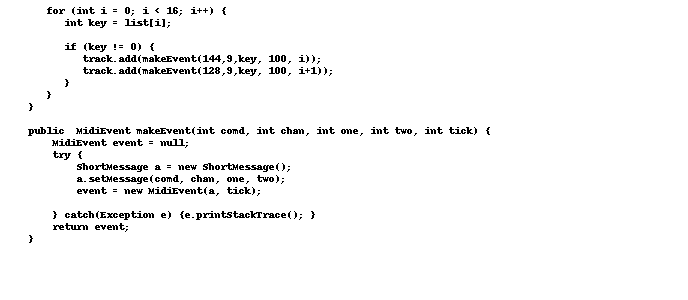 for (int i = 0; i < 16; i++) {
int key = list[i];
if (key != 0) {
track.add(makeEvent(144,9,key, 100, i));
track.add(makeEvent(128,9,key, 100, i+1));
}
}
}
public  MidiEvent makeEvent(int comd, int chan, int one, int two, int tick) {
MidiEvent event = null;
try {
ShortMessage a = new ShortMessage();
a.setMessage(comd, chan, one, two);
event = new MidiEvent(a, tick);
} catch(Exception e) {e.printStackTrace(); }
return event;
}